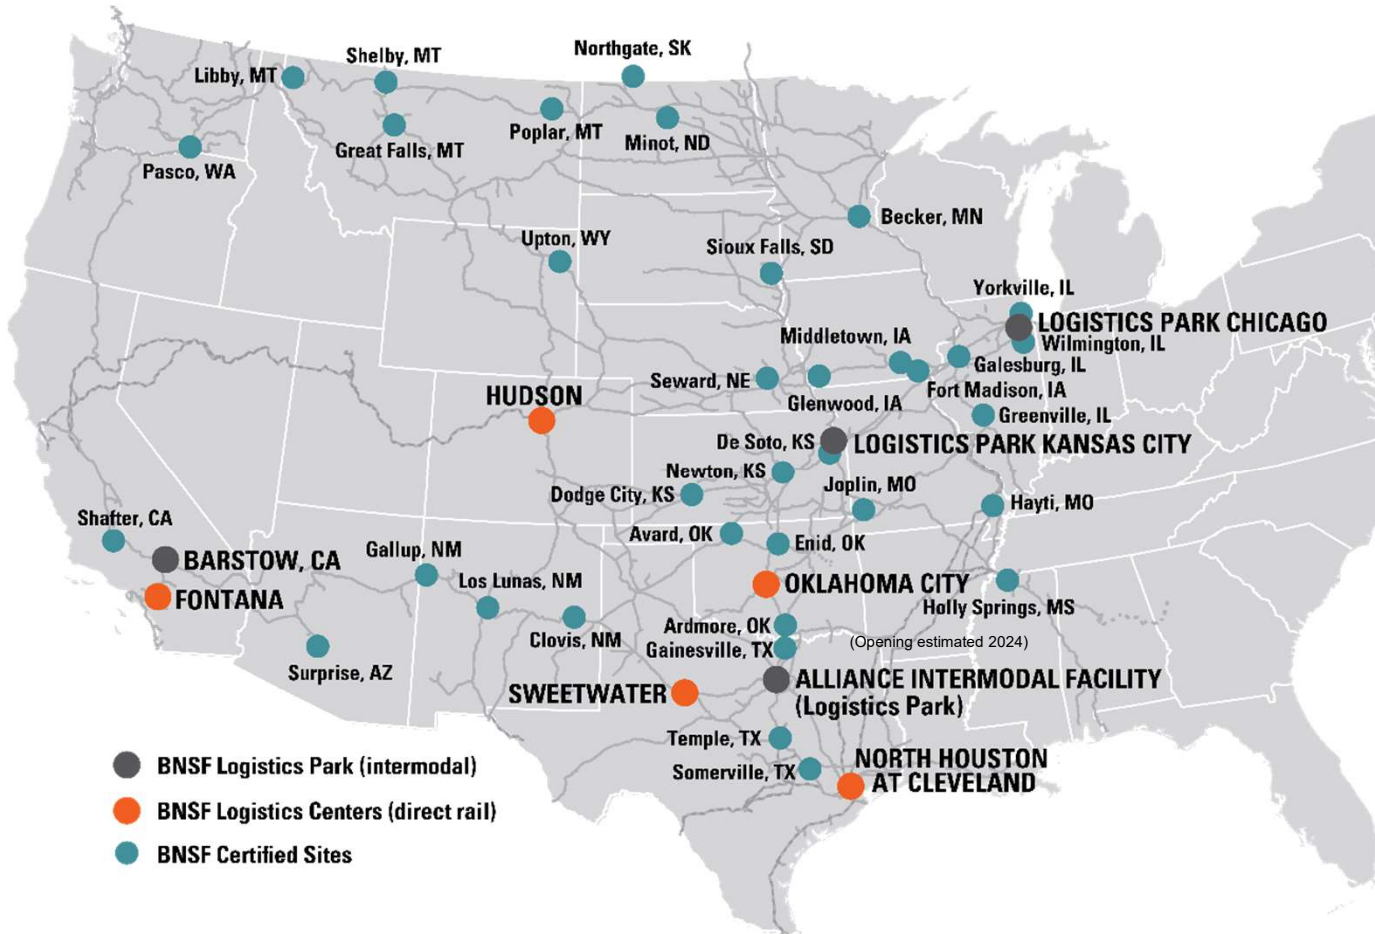 Northgate, SK
Shelby, MT
Libby, MT
Poplar, MT
Minot, ND
Great Falls, MT
Pasco, WA
Becker, MN
Upton, WY
Sioux Falls, SD
Yorkville, IL
LOGISTICS PARK CHICAGO
Middletown, IA
Wilmington, IL
Galesburg, IL
Seward, NE
Fort Madison, IA
HUDSON
Glenwood, IA
Greenville, IL
De Soto, KS
LOGISTICS PARK KANSAS CITY
Newton, KS
Joplin, MO
Dodge City, KS
Hayti, MO
Shafter, CA
Avard, OK
Enid, OK
Gallup, NM
BARSTOW, CA
Los Lunas, NM
OKLAHOMA CITY
FONTANA
Holly Springs, MS
Ardmore, OK
Clovis, NM
(Opening estimated 2024)
Gainesville, TX
Surprise, AZ
ALLIANCE INTERMODAL FACILITY
(Logistics Park)
SWEETWATER
Temple, TX
NORTH HOUSTON
AT CLEVELAND
Somerville, TX
BNSF Logistics Park (intermodal)
BNSF Logistics Centers (direct rail)
BNSF Certified Sites